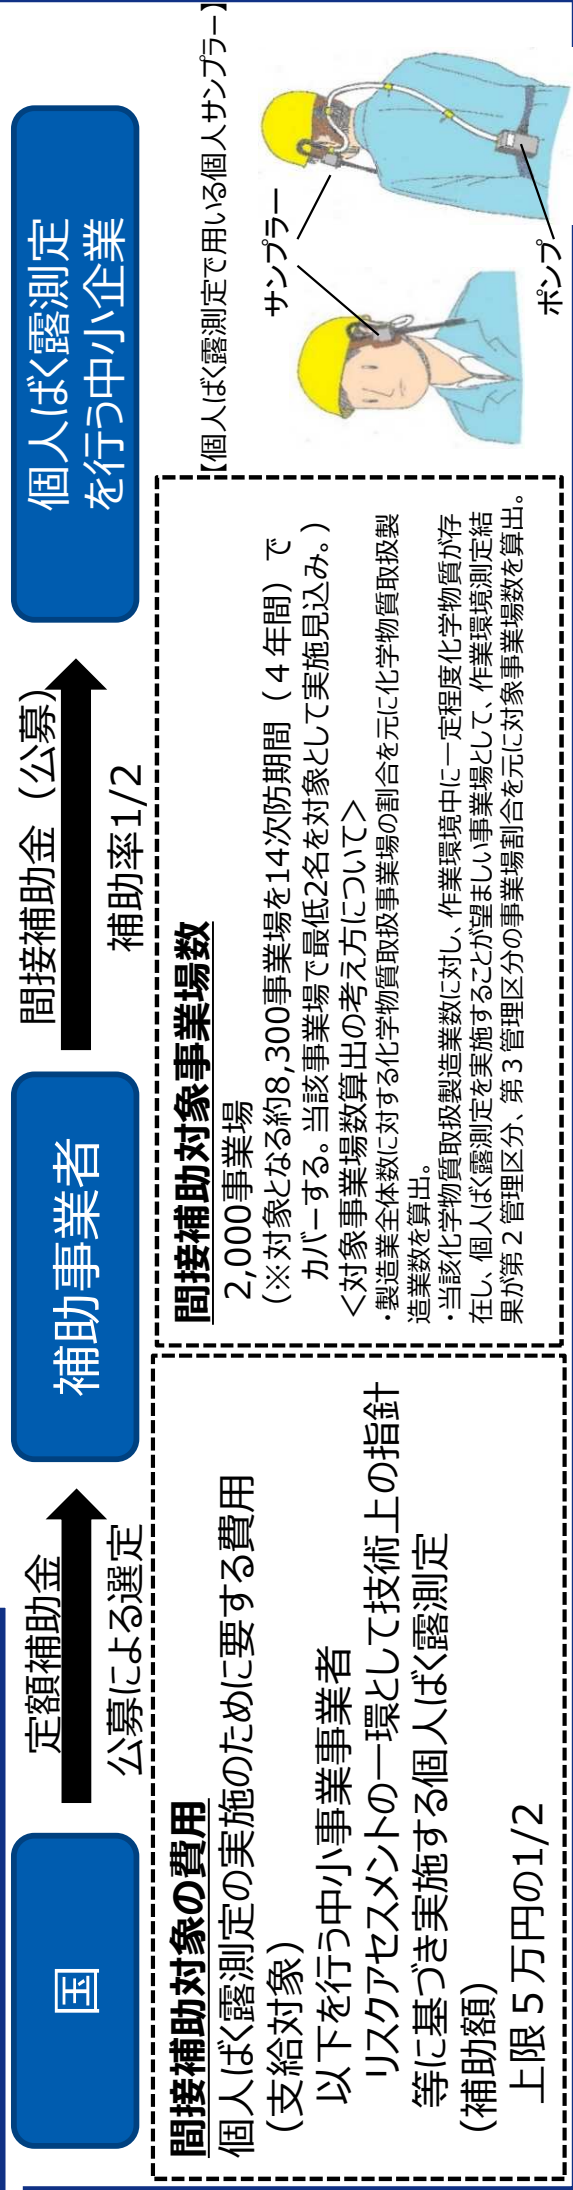 国
定額補助金
公募による選定
補助事業者
間接補助金（公募）
補助率1/2
個人ばく露測定
を行う中小企業
間接補助対象の費用
個人ばく露測定の実施のために要する費用
（支給対象）
以下を行う中小事業事業者
リスクアセスメントの一環として技術上の指針
等に基づき実施する個人ばく露測定
（補助額）
上限５万円の1/2
間接補助対象事業場数
2,000事業場
（※対象となる約8,300事業場を14次防期間（４年間）で
カバーする。当該事業場で最低2名を対象として実施見込み。）
＜対象事業場数算出の考え方について＞
・製造業全体数に対する化学物質取扱事業場の割合を元に化学物質取扱製
造業数を算出。
・当該化学物質取扱製造業数に対し、作業環境中に一定程度化学物質が存
在し、個人ばく露測定を実施することが望ましい事業場として、作業環境測定結
果が第２管理区分、第３管理区分の事業場割合を元に対象事業場数を算出。
【個人ばく露測定で用いる個人サンプラー】
サンプラー
ポンプ